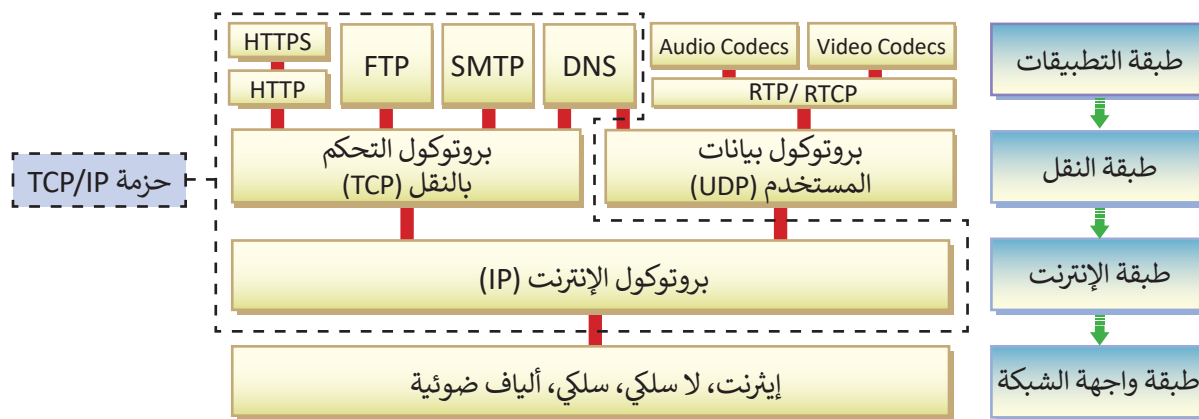 HTTPS
HTTP
FTP
SMTP
DNS
Audio Codecs
Video Codecs
RTP/ RTCP
طبقة التطبيقات
حزمة TCP/IP
بروتوكول التحكم
بالنقل (TCP)
بروتوكول بيانات
المستخدم (UDP)
طبقة النقل
بروتوكول الإنترنت (IP)
طبقة الإنترنت
إيثرنت، لا سلكي، سلكي، ألياف ضوئية
طبقة واجهة الشبكة